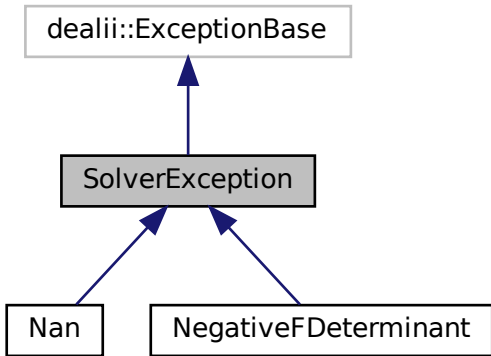 dealii::ExceptionBase
SolverException
Nan
NegativeFDeterminant